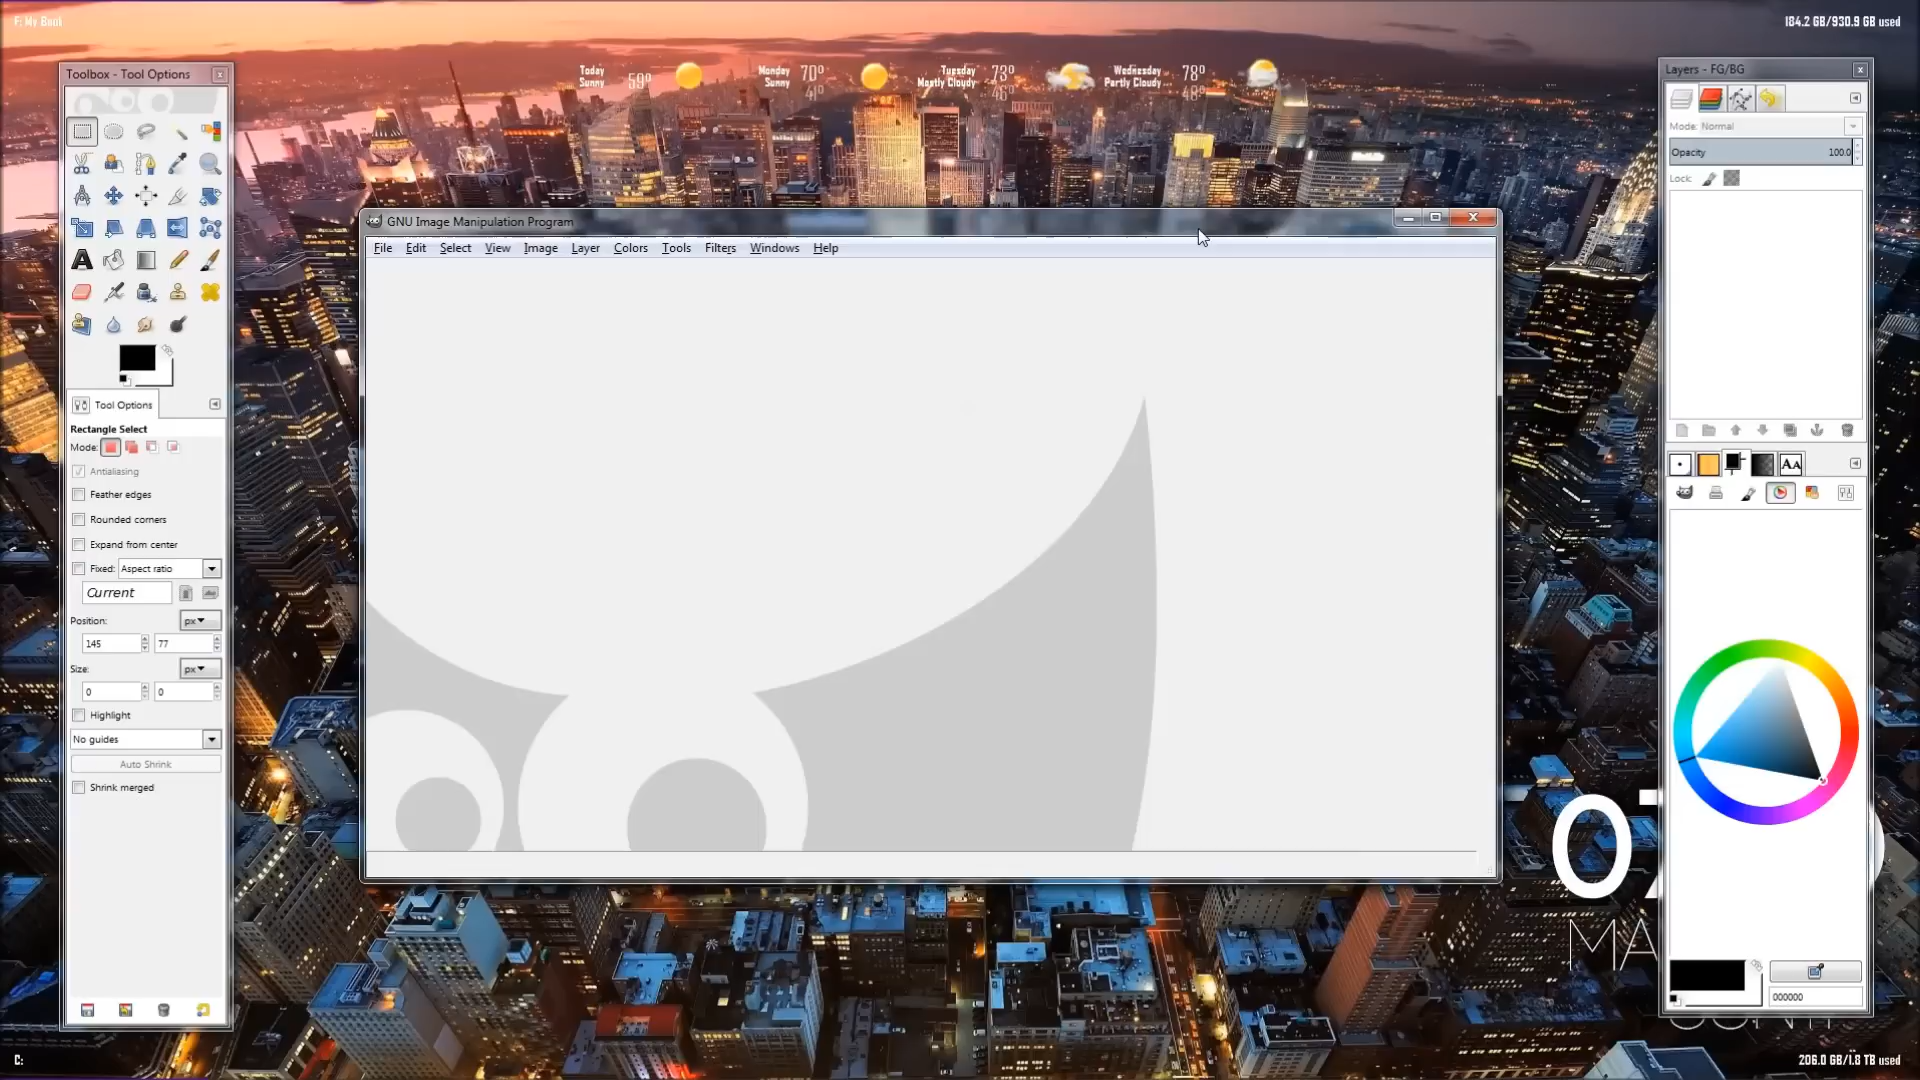 F: My Book
184.2 GB/930.9 GB used
Today
Sunny
59°
Monday
Sunny
70°
41°
Tuesday
Mostly Cloudy
73°
46°
Wednesday
Partly Cloudy
78°
48°
Toolbox - Tool Options
Tool Options
Rectangle Select
Mode:
Antialiasing
Feather edges
Rounded corners
Expand from center
Fixed: Aspect ratio
Current
Position: px
145 77
Size: px
0 0
Highlight
No guides
Auto Shrink
Shrink merged
GNU Image Manipulation Program
File Edit Select View Image Layer Colors Tools Filters Windows Help
Layers - FG/BG
Mode: Normal
Opacity 100.0
Lock:
AA
000000
C:
206.0 GB/1.8 TB used